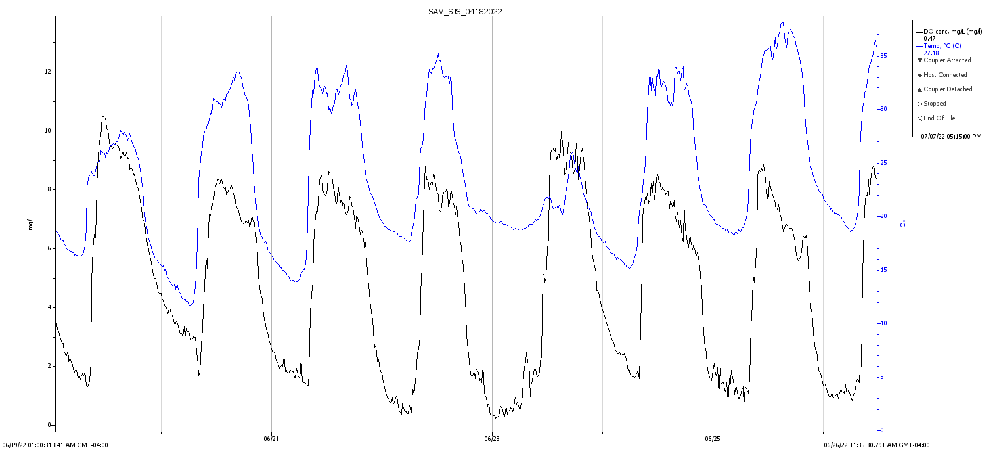 SAV_SJS_04182022
12
10
8
6
4
2
0
mg/L
35
30
25
20
15
10
5
0
°C
06/21
06/23
06/25
06/19/22 01:00:31.841 AM GMT-04:00
06/26/22 11:35:30.791 AM GMT-04:00
DO conc, mg/L (mg/l)
0.47
Temp, °C (C)
27.18
Coupler Attached
...
Host Connected
...
Coupler Detached
...
Stopped
...
End Of File
...
07/07/22 05:15:00 PM